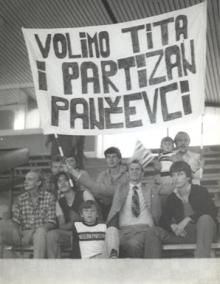 VOLIMO TITA
I PARTIZAN
PANČEVCI